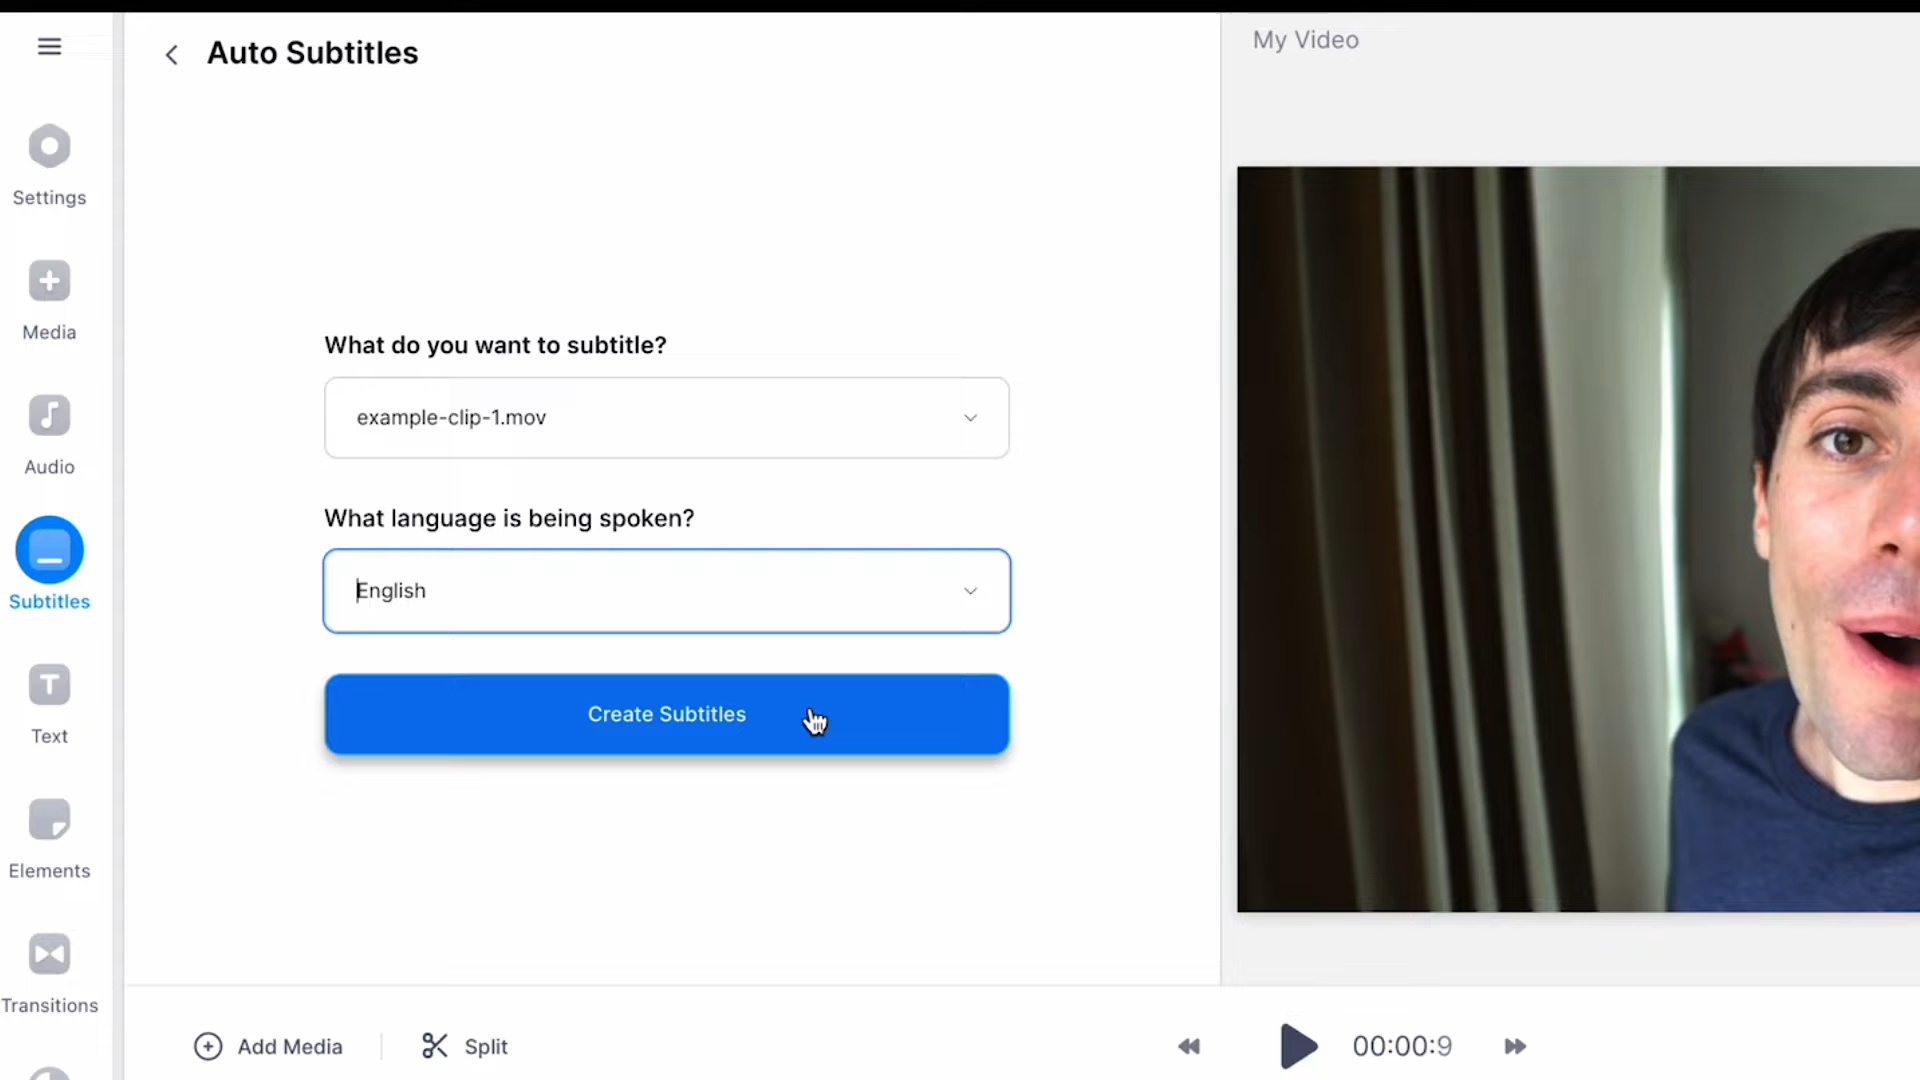 Auto Subtitles
My Video
Settings
Media
Audio
Subtitles
Text
Elements
Transitions
What do you want to subtitle?
example-clip-1.mov
What language is being spoken?
English
Create Subtitles
Add Media
Split
00:00:9